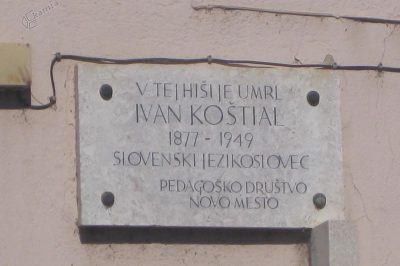 V TEJ HIŠI JE UMRL
IVAN KOŠTIAL
1877 - 1949
SLOVENSKI JEZIKOSLOVEC
PEDAGOŠKO DRUŠTVO
NOVO MESTO